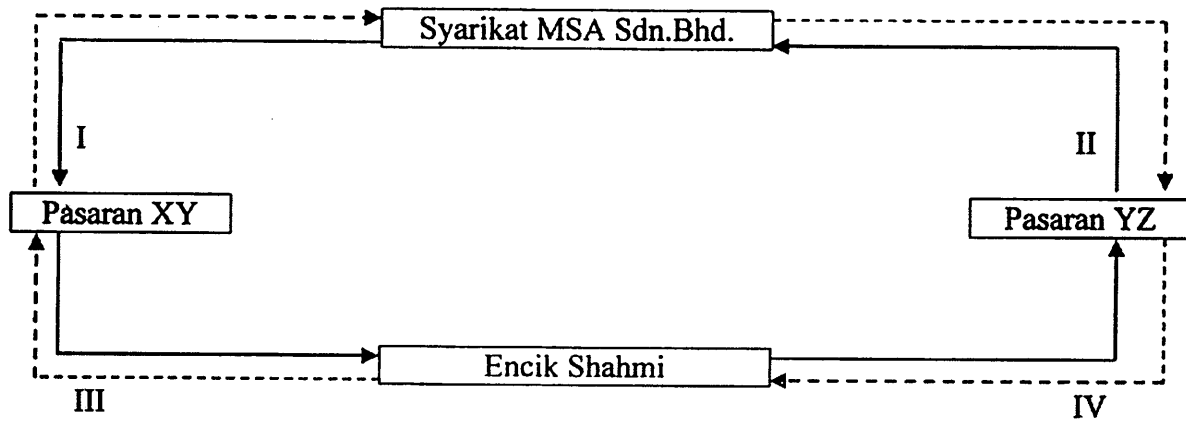 Syarikat MSA Sdn.Bhd.
I
II
Pasaran XY
Pasaran YZ
Encik Shahmi
III
IV